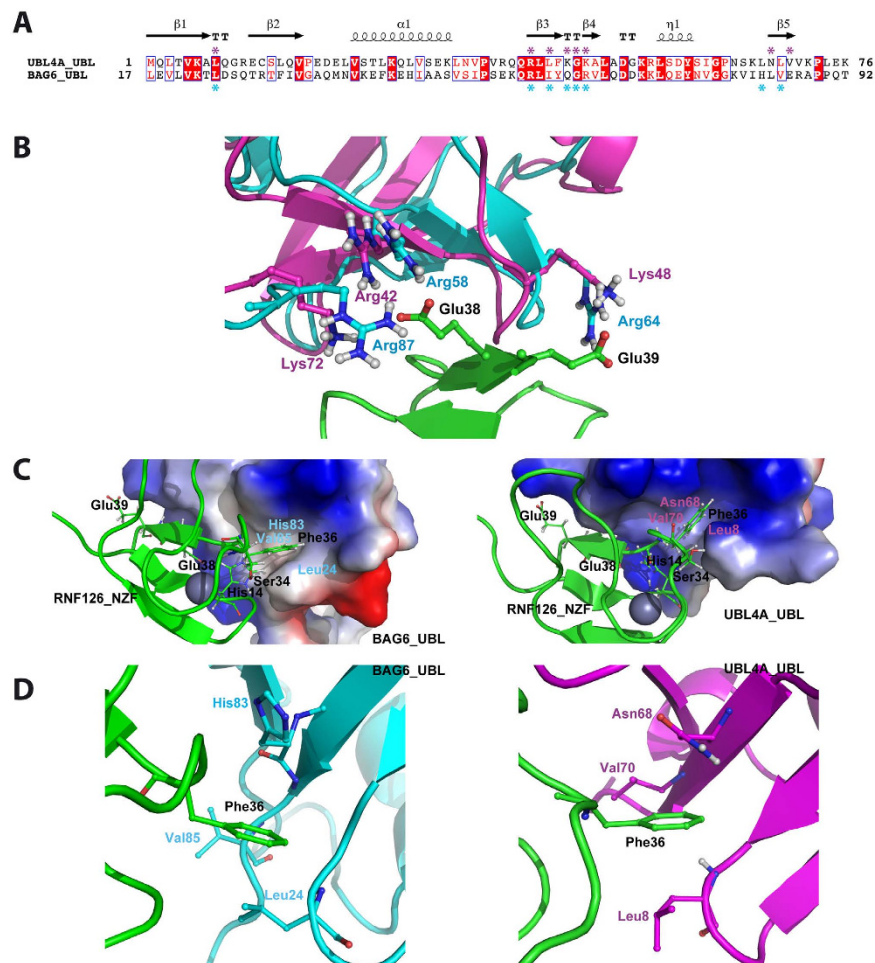 A
β1 TT β2 α1 β3 TT β4 TT η1 β5
* * * * * * * *
UBL4A_UBL 1 MQLTVKALQGRECSLQVPEDELVSTLKQLVSEKLNVPVRQQRLLFKGKALADGKRLSDYSIGPNSKLNLVVKPLEK 76
BAG6_UBL 17 LEVLVKTLDSQTRTFIVGAQMNVKEFKEHIAASVSIPSEKQRLIYQGRVLQDDKKLQEYNVGGKVIHLVERAPPQT 92
* * * * * * * *
B
Arg58
Arg42
Glu38
Lys48
Arg64
Lys72
Arg87
Glu39
C
Glu39
His83
Val85
Phe36
Glu38
Leu24
Ser34
His14
RNF126_NZF
BAG6_UBL
Glu39
Asn68
Phe36
Val70
Leu8
Glu38
His14
Ser34
RNF126_NZF
UBL4A_UBL
D
BAG6_UBL
His83
Phe36
Val85
Leu24
UBL4A_UBL
Asn68
Val70
Phe36
Leu8